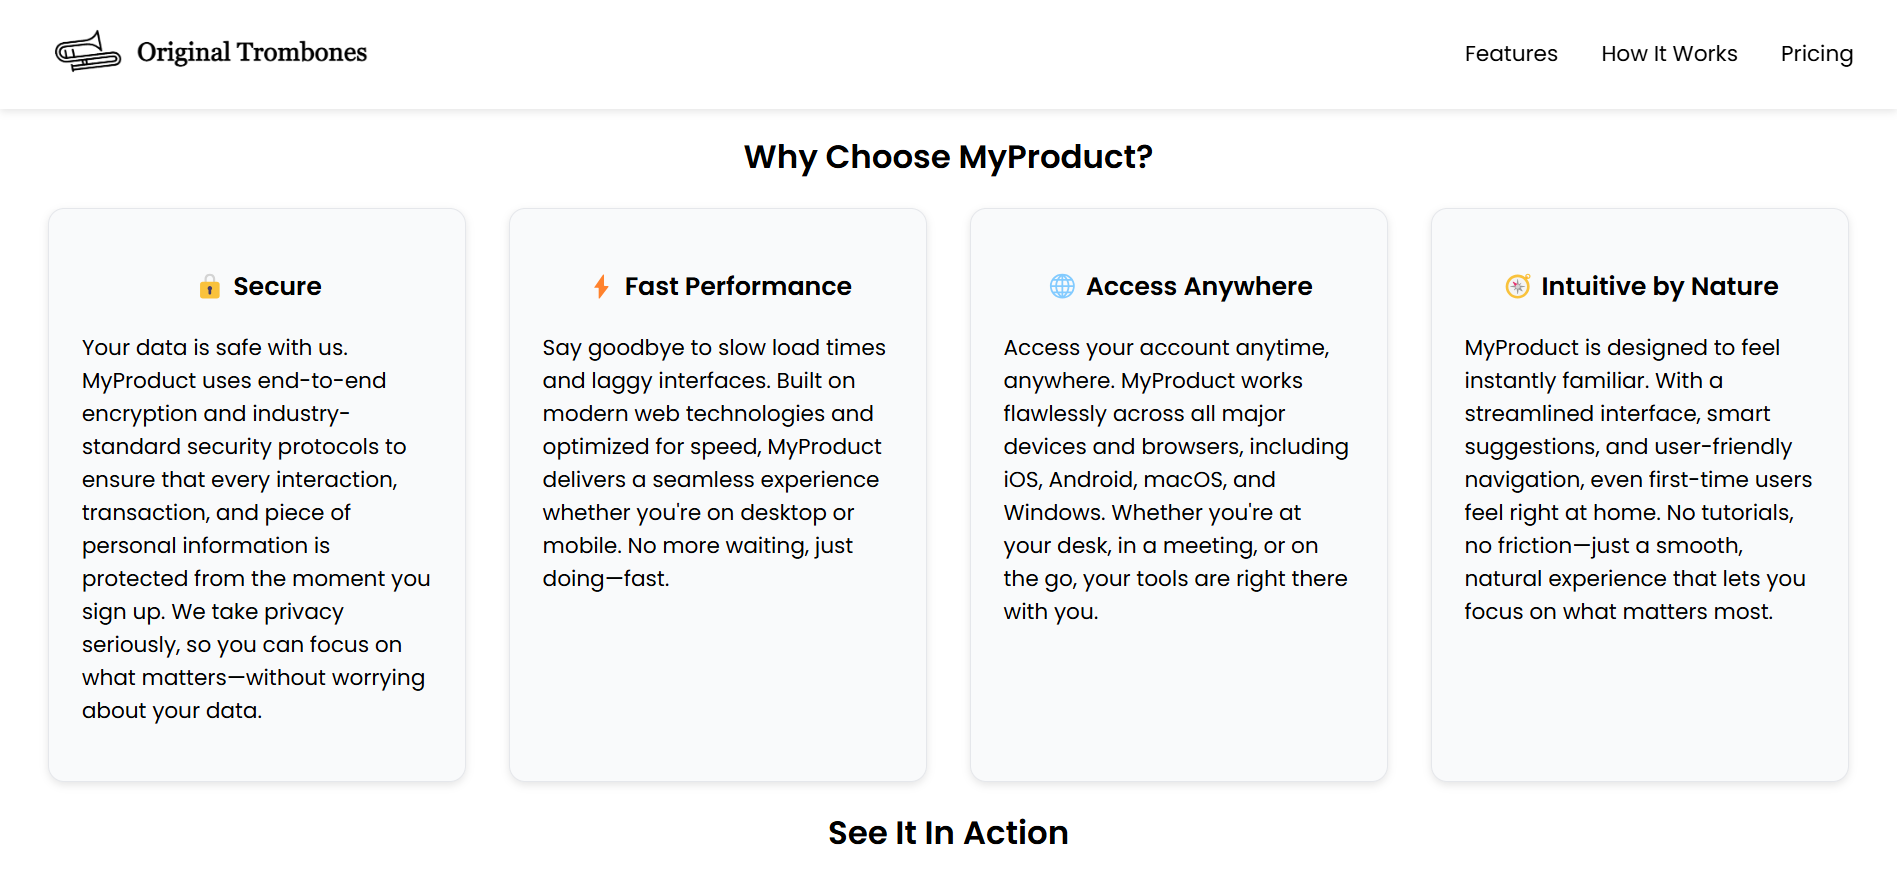 Original Trombones
Features
How It Works
Pricing
Why Choose MyProduct?
🔒 Secure
Your data is safe with us.
MyProduct uses end-to-end
encryption and industry-
standard security protocols to
ensure that every interaction,
transaction, and piece of
personal information is
protected from the moment you
sign up. We take privacy
seriously, so you can focus on
what matters—without worrying
about your data.
⚡ Fast Performance
Say goodbye to slow load times
and laggy interfaces. Built on
modern web technologies and
optimized for speed, MyProduct
delivers a seamless experience
whether you're on desktop or
mobile. No more waiting, just
doing—fast.
🌐 Access Anywhere
Access your account anytime,
anywhere. MyProduct works
flawlessly across all major
devices and browsers, including
iOS, Android, macOS, and
Windows. Whether you're at
your desk, in a meeting, or on
the go, your tools are right there
with you.
🧭 Intuitive by Nature
MyProduct is designed to feel
instantly familiar. With a
streamlined interface, smart
suggestions, and user-friendly
navigation, even first-time users
feel right at home. No tutorials,
no friction—just a smooth,
natural experience that lets you
focus on what matters most.
See It In Action